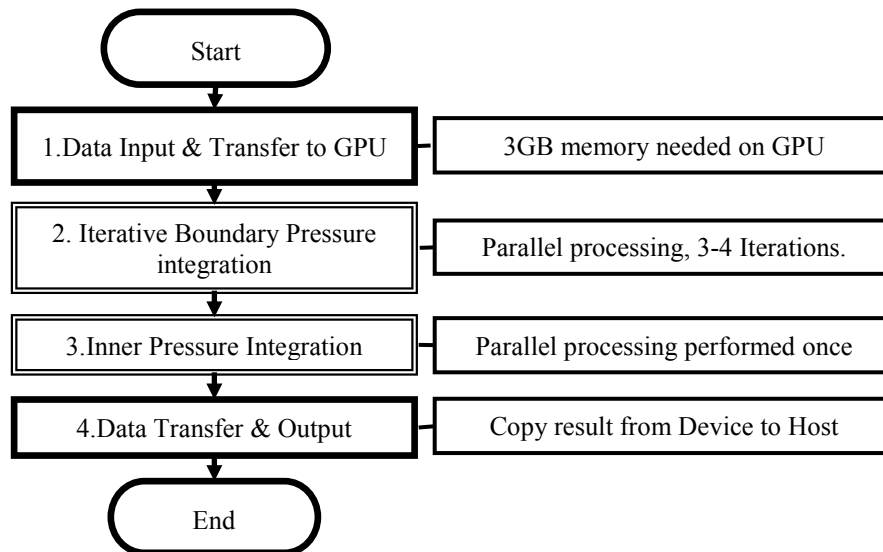 Start
1.Data Input & Transfer to GPU
3GB memory needed on GPU
2. Iterative Boundary Pressure
integration
Parallel processing, 3-4 Iterations.
3.Inner Pressure Integration
Parallel processing performed once
4.Data Transfer & Output
Copy result from Device to Host
End